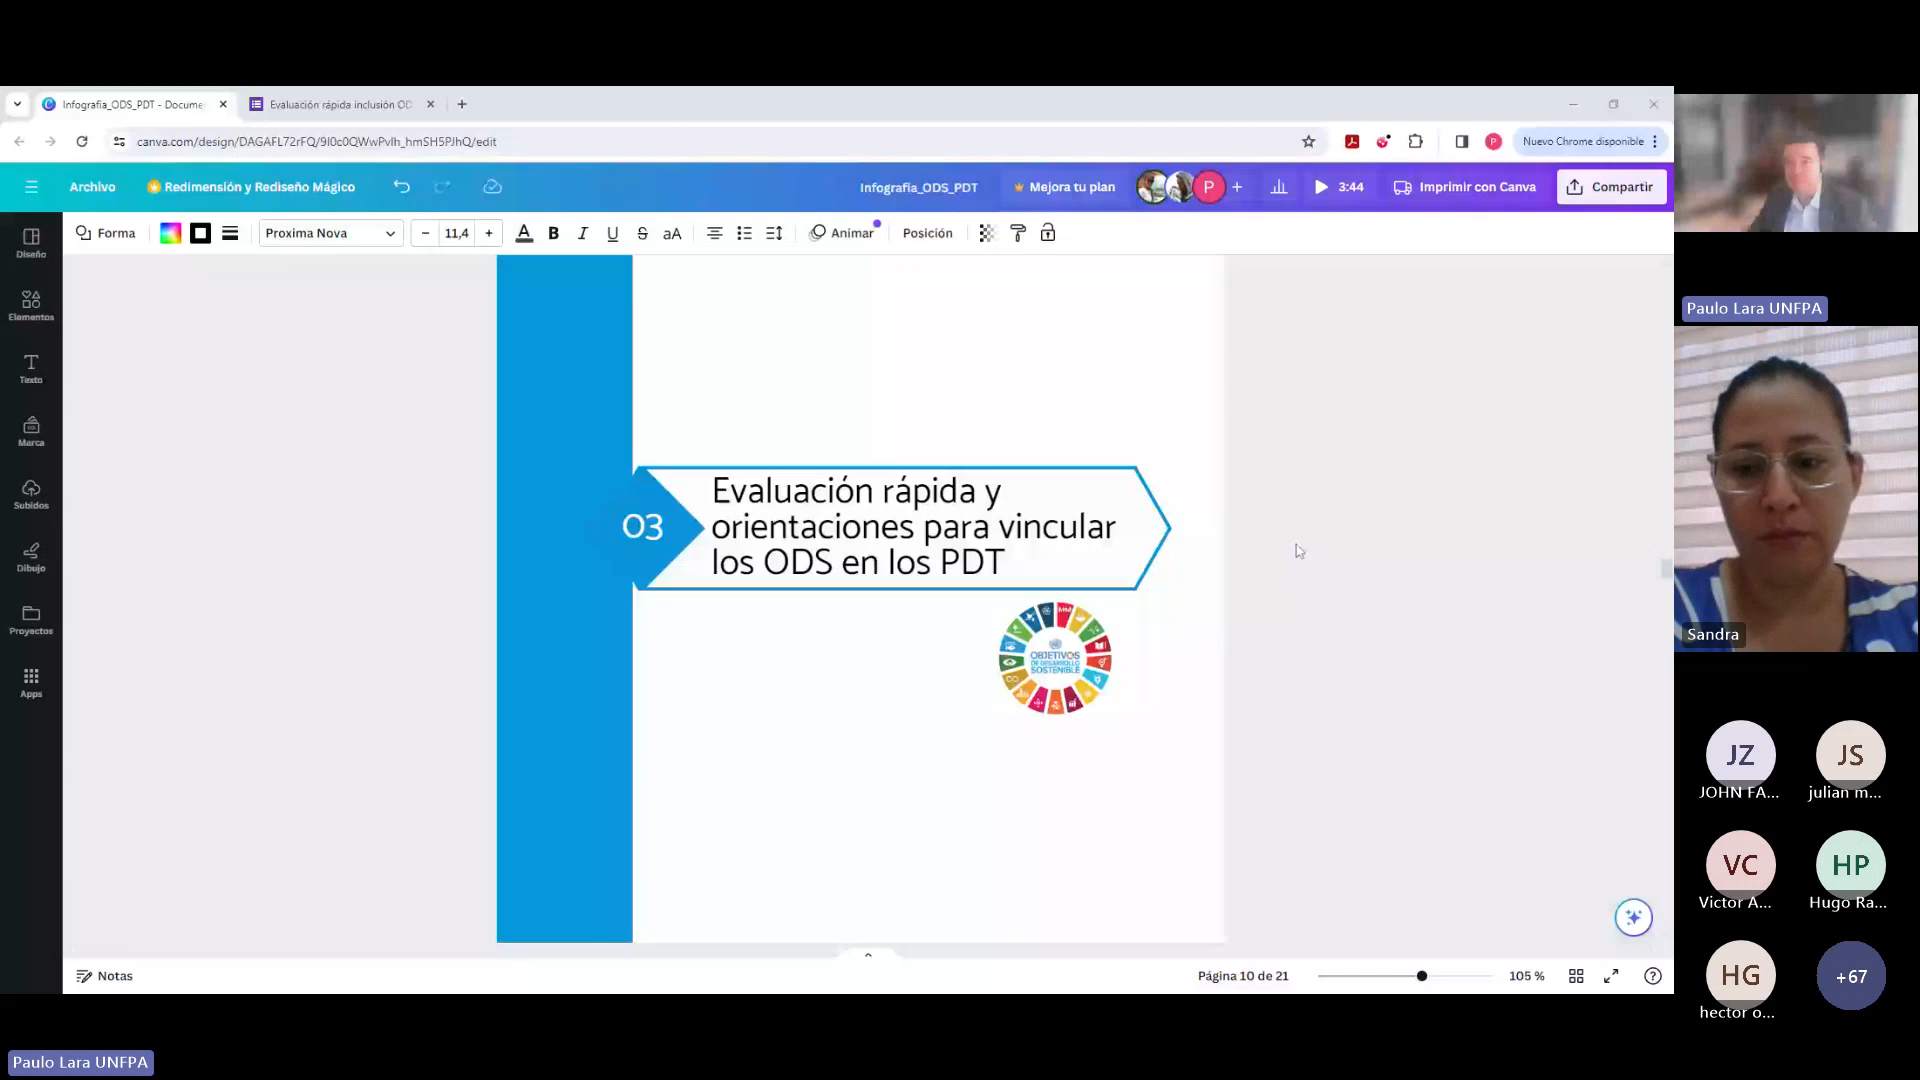 Infografía_ODS_PDT - Docume
Evaluación rápida inclusión OD
canva.com/design/DAGAFL72rFQ/9I0c0QWwPvlh_hmSH5PJhQ/edit
Nuevo Chrome disponible
Archivo
Redimensión y Rediseño Mágico
Infografia_ODS_PDT
Mejora tu plan
P
3:44
Imprimir con Canva
Compartir
Forma
Proxima Nova
11,4
A
B
I
U
S
aA
Animar
Posición
Diseño
Elementos
Texto
Marca
Subidos
Dibujo
Proyectos
Apps
03
Evaluación rápida y
orientaciones para vincular
los ODS en los PDT
OBJETIVOS
DE DESARROLLO
SOSTENIBLE
Notas
Página 10 de 21
105 %
Paulo Lara UNFPA
Sandra
JZ
JOHN FA...
JS
julian m...
VC
Victor A...
HP
Hugo Ra...
HG
hector o...
+67
Paulo Lara UNFPA